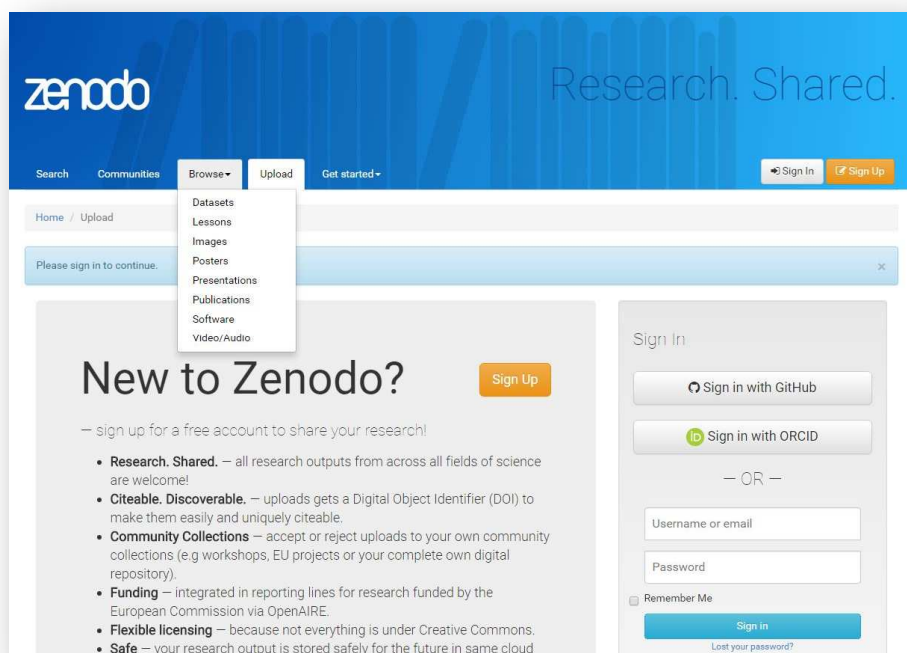 zenodo
Research. Shared.
Search Communities Browse Upload Get started
Sign In Sign Up
Datasets
Lessons
Images
Posters
Presentations
Publications
Software
Video/Audio
Home / Upload
Please sign in to continue. ×
New to Zenodo? Sign Up
— sign up for a free account to share your research!
• Research. Shared. — all research outputs from across all fields of science
are welcome!
• Citeable. Discoverable. — uploads gets a Digital Object Identifier (DOI) to
make them easily and uniquely citeable.
• Community Collections — accept or reject uploads to your own community
collections (e.g workshops, EU projects or your complete own digital
repository).
• Funding — integrated in reporting lines for research funded by the
European Commission via OpenAIRE.
• Flexible licensing — because not everything is under Creative Commons.
• Safe — your research output is stored safely for the future in same cloud
Sign In
Sign in with GitHub
iD Sign in with ORCID
— OR —
Username or email
Password
Remember Me
Sign in
Lost your password?